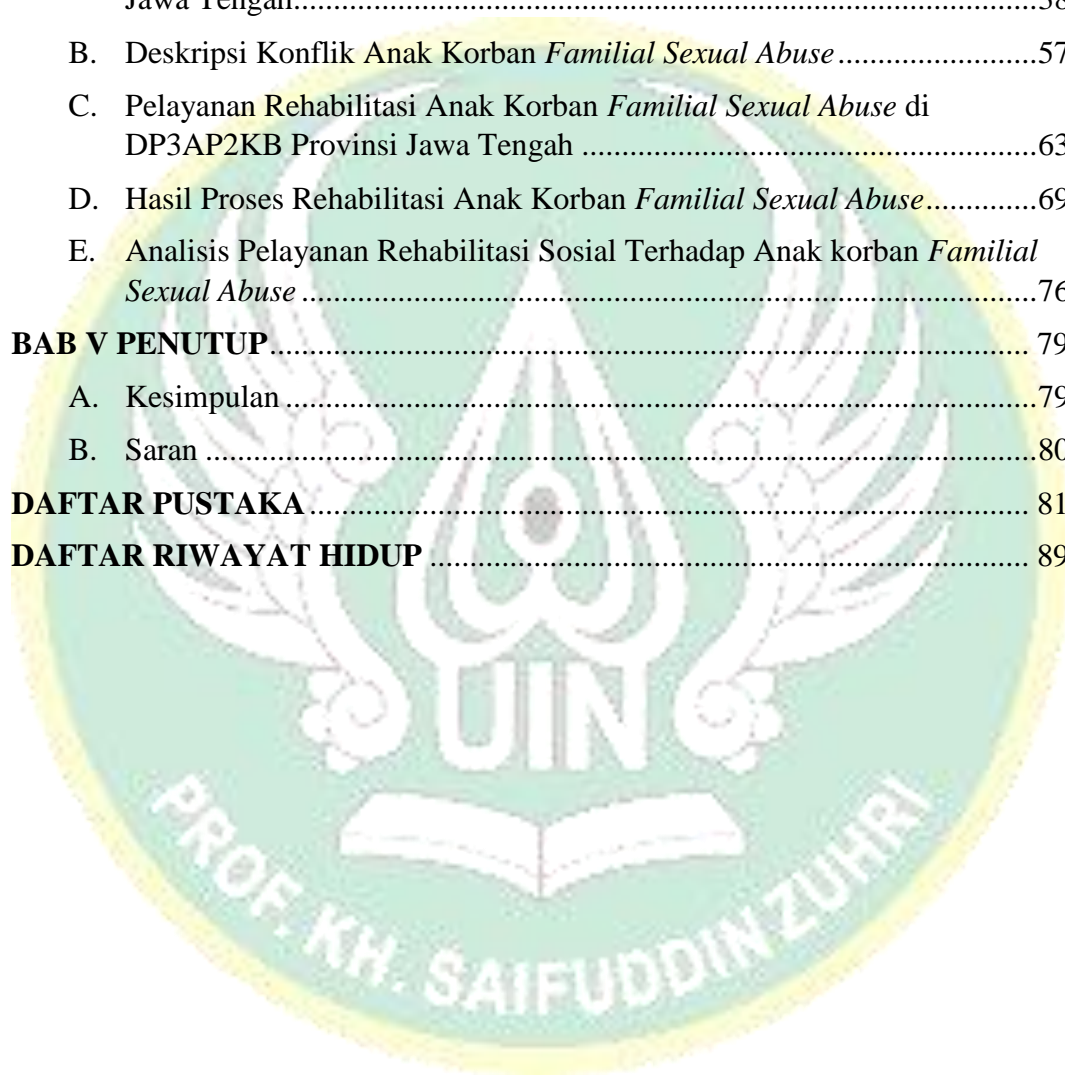 Jawa Tengah..................................................................................38
B. Deskripsi Konflik Anak Korban Familial Sexual Abuse........................57
C. Pelayanan Rehabilitasi Anak Korban Familial Sexual Abuse di
DP3AP2KB Provinsi Jawa Tengah ......................................................63
D. Hasil Proses Rehabilitasi Anak Korban Familial Sexual Abuse..............69
E. Analisis Pelayanan Rehabilitasi Sosial Terhadap Anak korban Familial
Sexual Abuse ........................................................................................76
BAB V PENUTUP........................................................................................ 79
A. Kesimpulan..........................................................................................79
B. Saran ...................................................................................................80
DAFTAR PUSTAKA.................................................................................... 81
DAFTAR RIWAYAT HIDUP ....................................................................... 89
UIN
PROF. KH. SAIFUDDIN ZUHRI